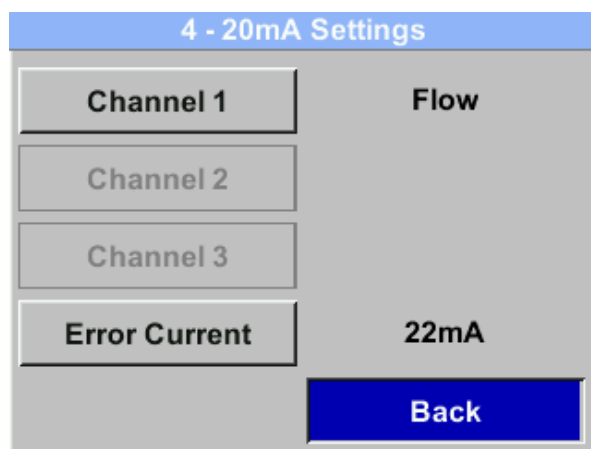 4 - 20mA Settings
Channel 1 Flow
Channel 2
Channel 3
Error Current 22mA
Back